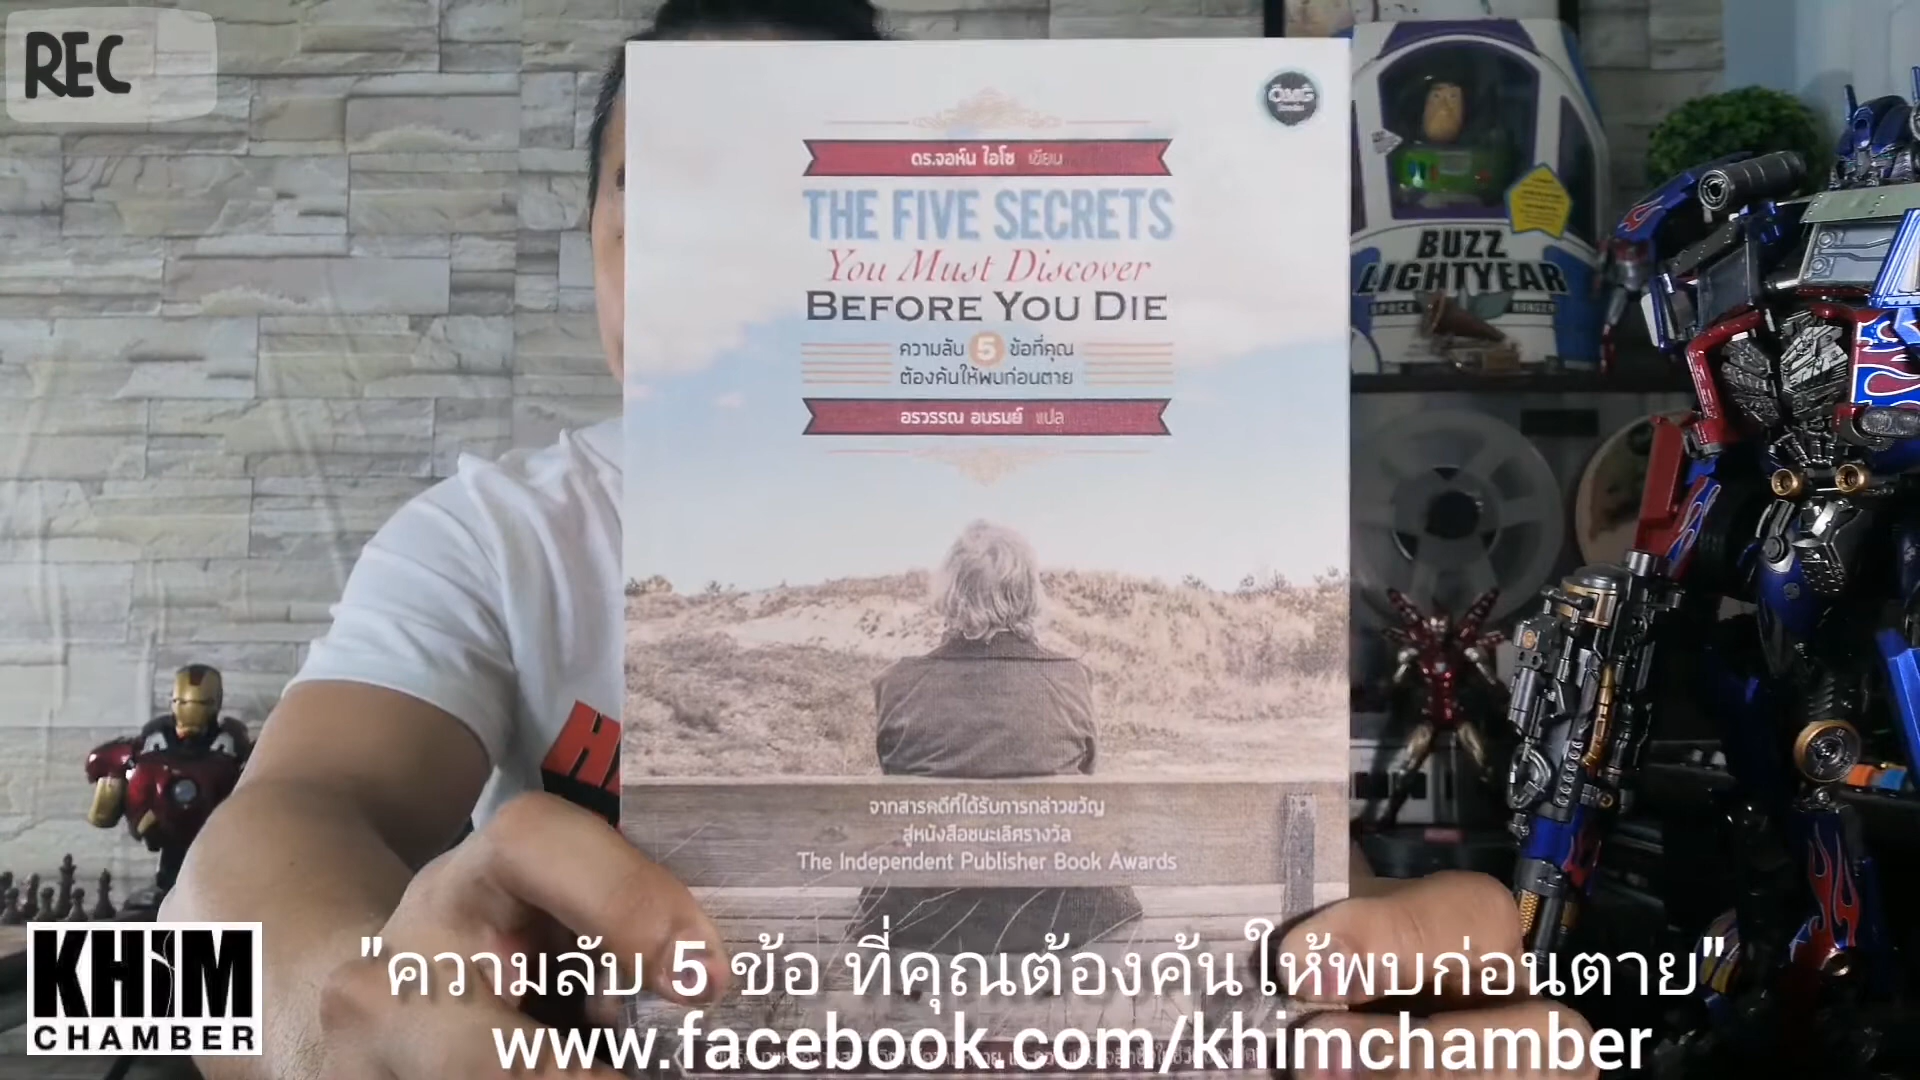 REC
OMG
ดร.จอห์น ไอโซ เขียน
THE FIVE SECRETS
You Must Discover
BEFORE YOU DIE
ความลับ 5 ข้อที่คุณ
ต้องค้นให้พบก่อนตาย
อรวรรณ อบรมย์ แปล
จากสารคดีที่ได้รับการกล่าวขวัญ
สู่หนังสือชนะเลิศรางวัล
The Independent Publisher Book Awards
BUZZ
LIGHTYEAR
SPACE RANGER
KHiM
CHAMBER
"ความลับ 5 ข้อ ที่คุณต้องค้นให้พบก่อนตาย"
www.facebook.com/khimchamber